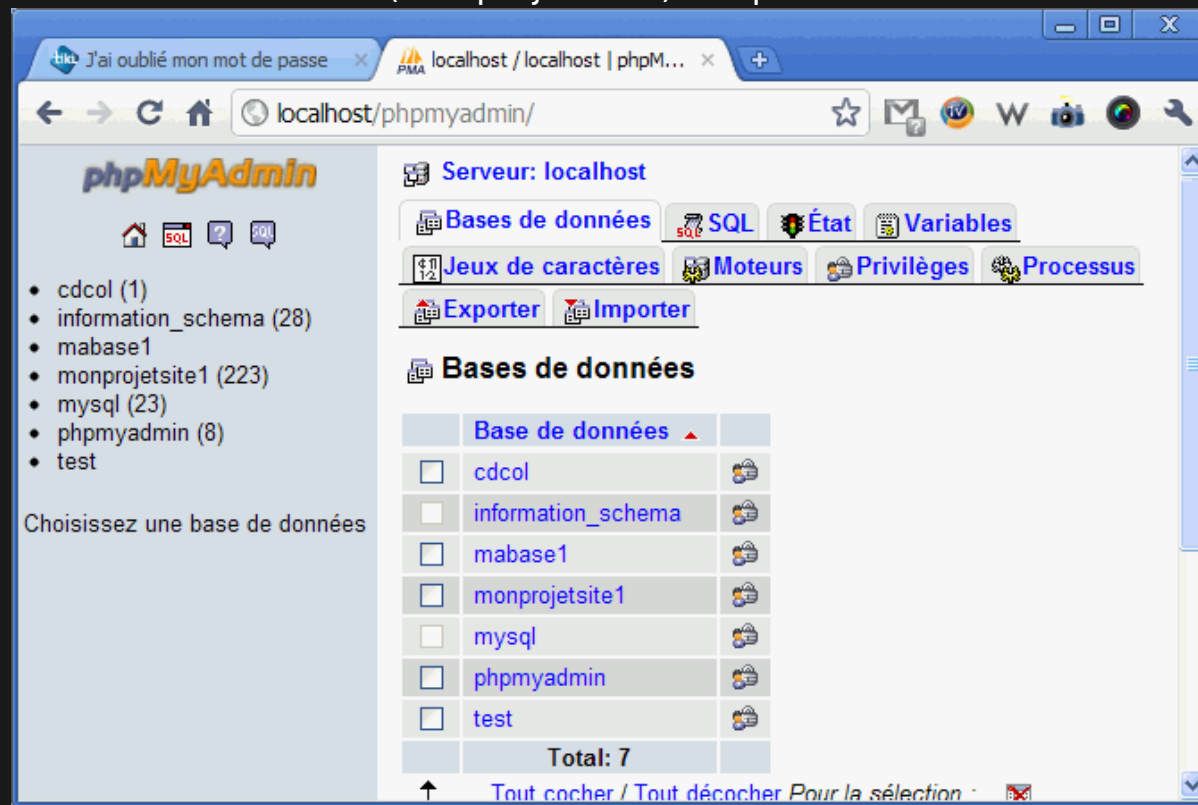 J'ai oublié mon mot de passe
localhost / localhost | phpM...
localhost/phpmyadmin/
phpMyAdmin
cdcol (1)
information_schema (28)
mabase1
monprojetsite1 (223)
mysql (23)
phpmyadmin (8)
test
Choisissez une base de données
Serveur: localhost
Bases de données SQL État Variables
Jeux de caractères Moteurs Privilèges Processus
Exporter Importer
Bases de données
Base de données
cdcol
information_schema
mabase1
monprojetsite1
mysql
phpmyadmin
test
Total: 7
Tout cocher / Tout décocher Pour la sélection :